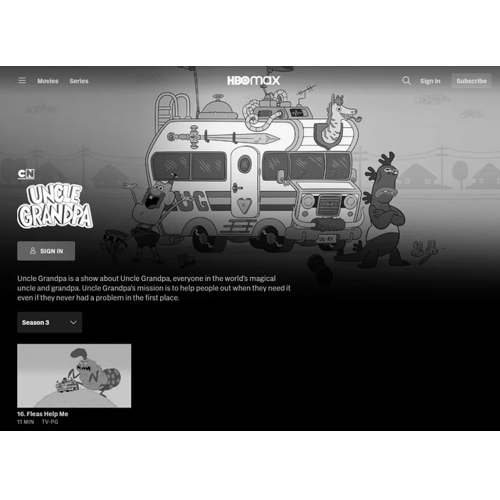 Movies
Series
HBOmax
Sign In
Subscribe
CN
UNCLE
GRANDPA
SIGN IN
Uncle Grandpa is a show about Uncle Grandpa, everyone in the world's magical
uncle and grandpa. Uncle Grandpa's mission is to help people out when they need it
even if they never had a problem in the first place.
Season 3
16. Fleas Help Me
11 MIN TV-PG